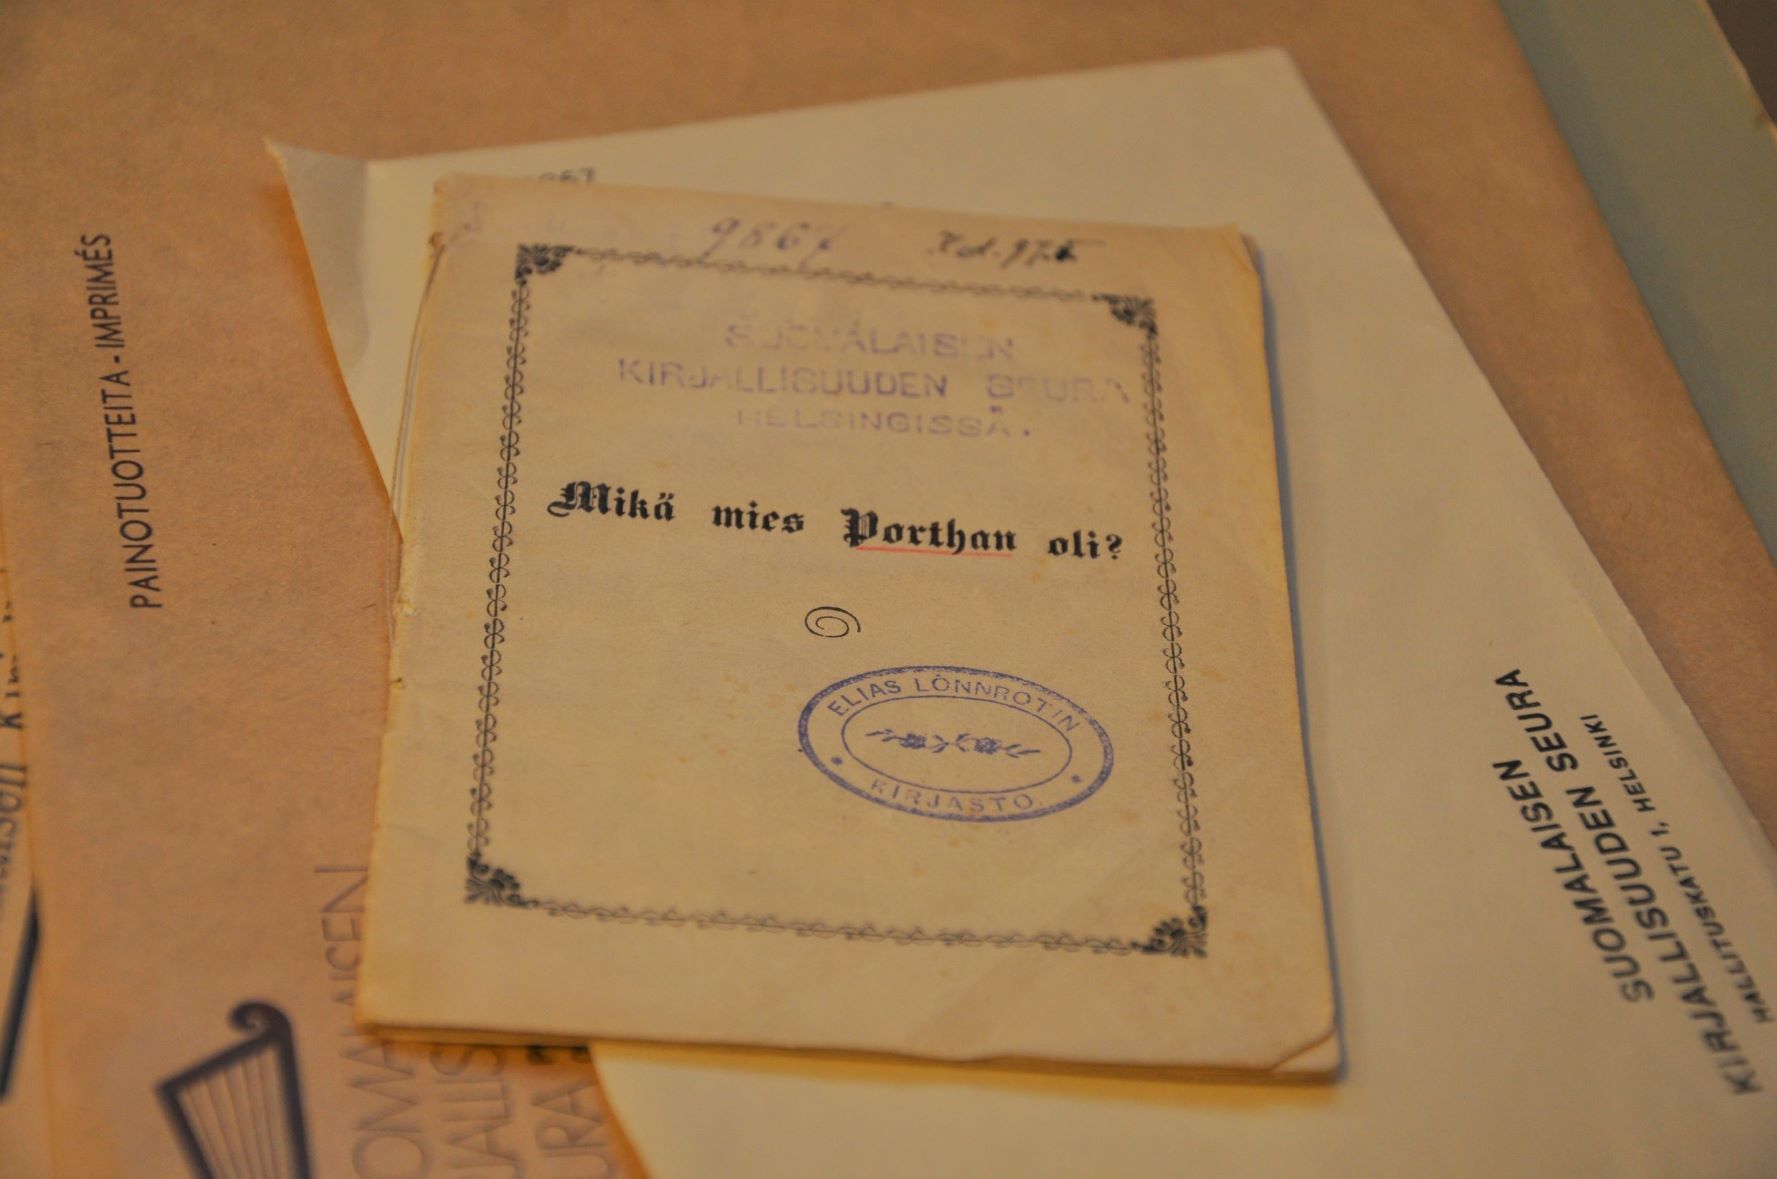 PAINOTUOTTEITA - IMPRIMÉS
9867
SUOMALAISEN
KIRJALLISUUDEN SEURA
HELSINGISSÄ.
Mikä mies Porthan oli?
ELIAS LÖNNROTIN
KIRJASTO.
SUOMALAISEN
KIRJALLISUUDEN SEURA
HALLITUSKATU 1, HELSINKI